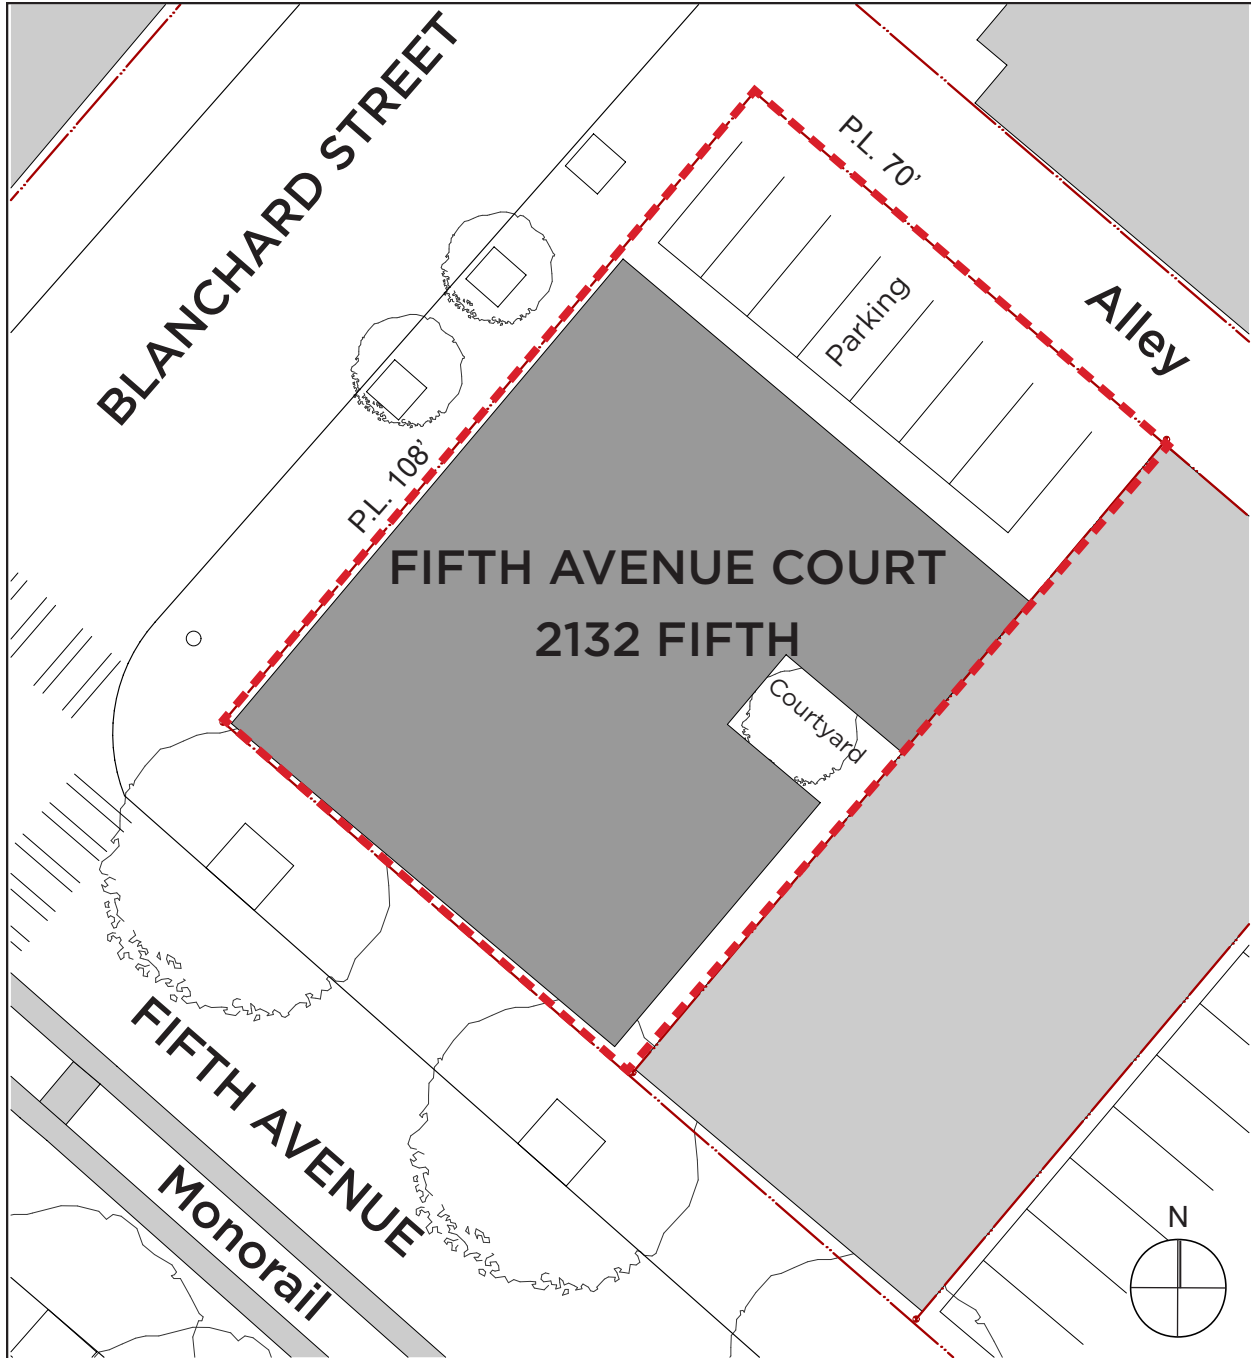 BLANCHARD STREET
P.L. 70’
Alley
Parking
P.L. 108’
FIFTH AVENUE COURT
2132 FIFTH
Courtyard
FIFTH AVENUE
Monorail
N